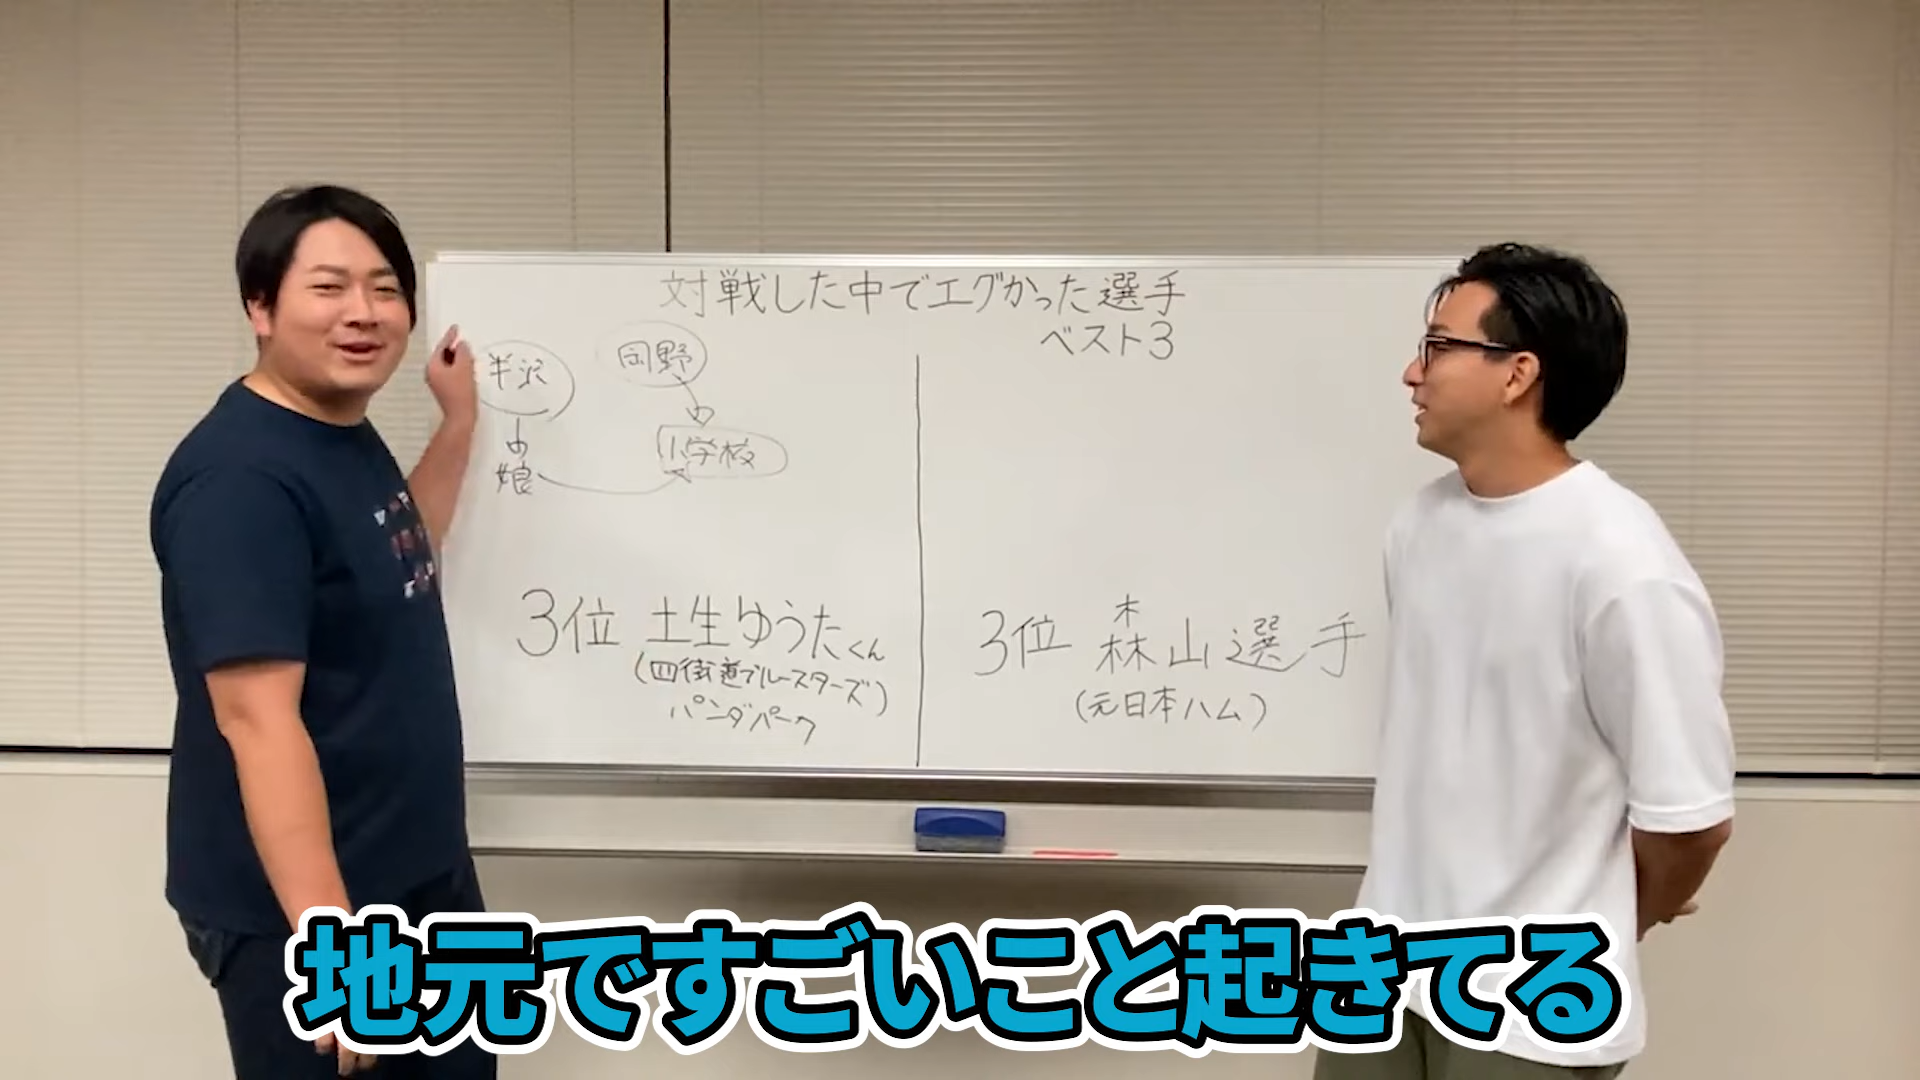 対戦した中でエグかった選手
ベスト3
半沢
の
娘
岡野
の
小学校
3位 土生ゆうたくん
(四街道ブルースターズ)
パンダパーク
3位 森山選手
(元日本ハム)
地元ですごいこと起きてる